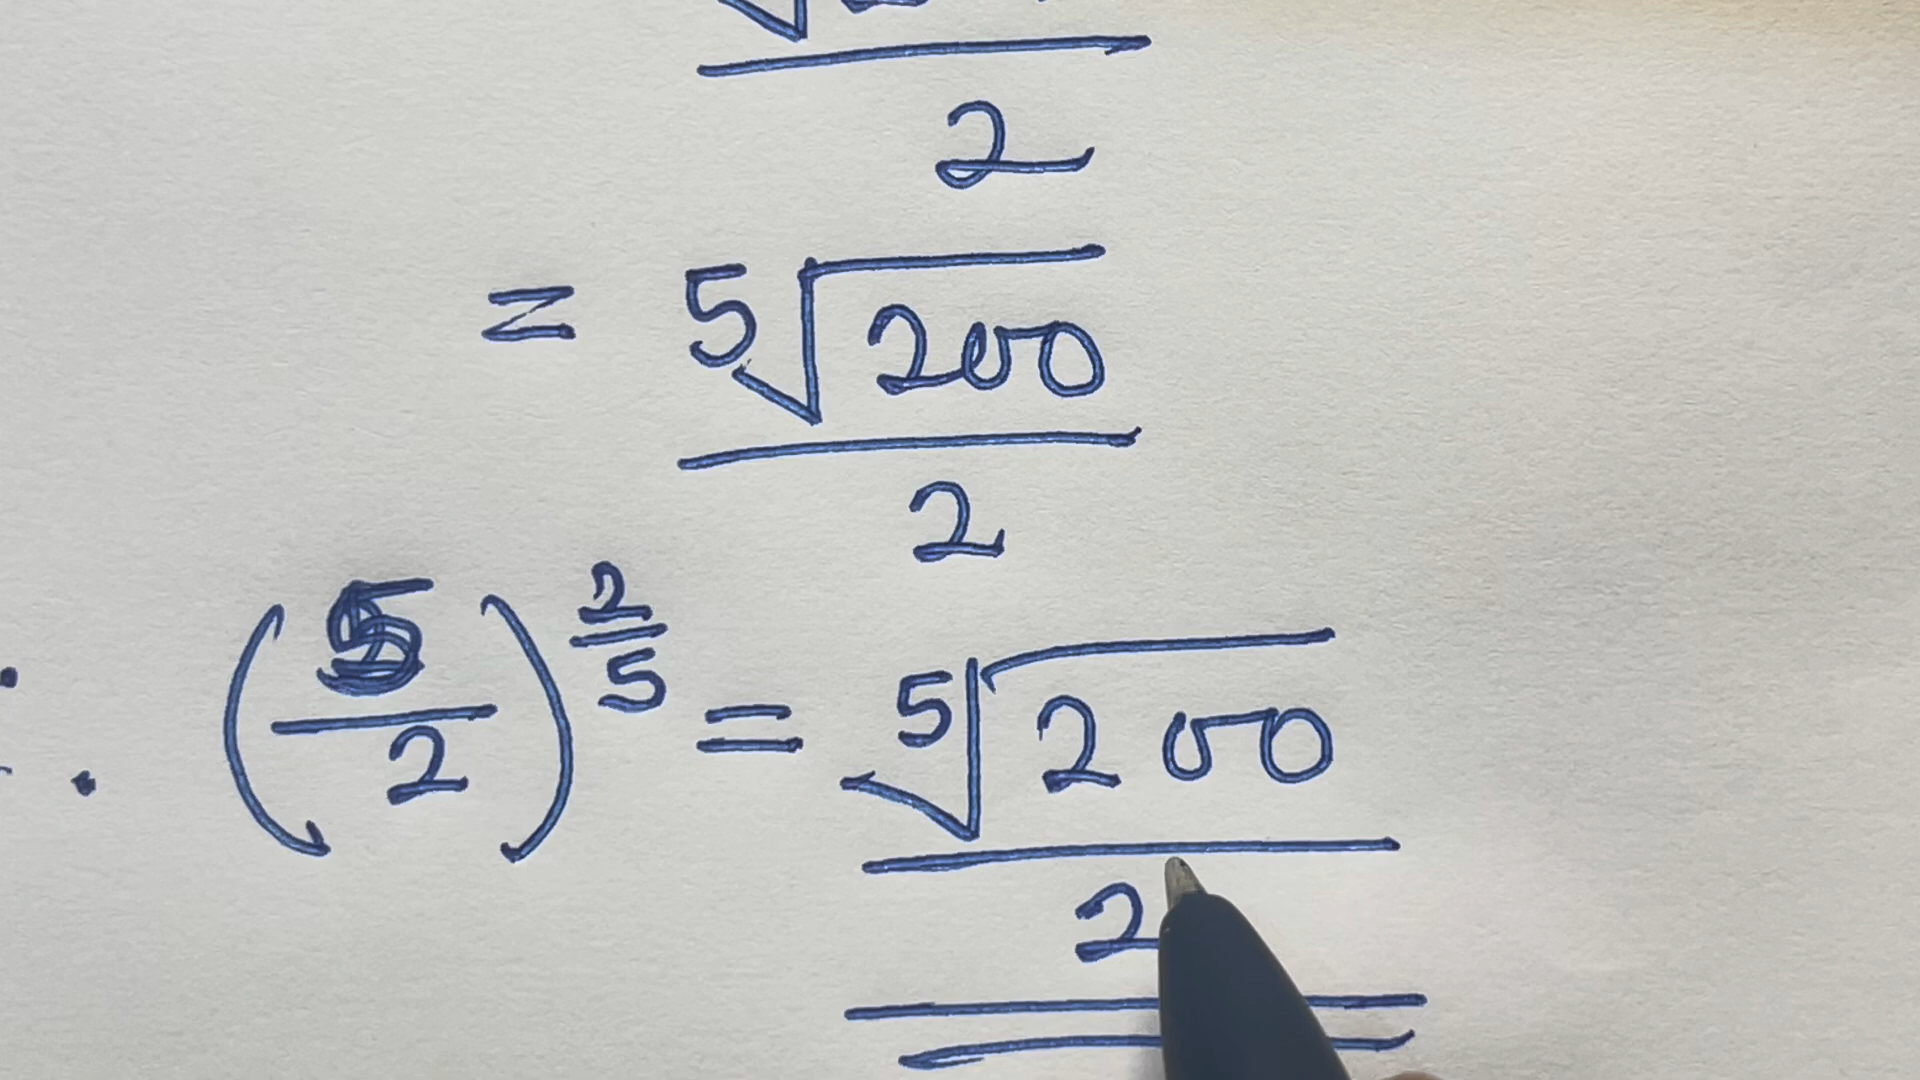 2
= ⁵√200
2
∴ (5/2)^(2/5) = ⁵√200
2